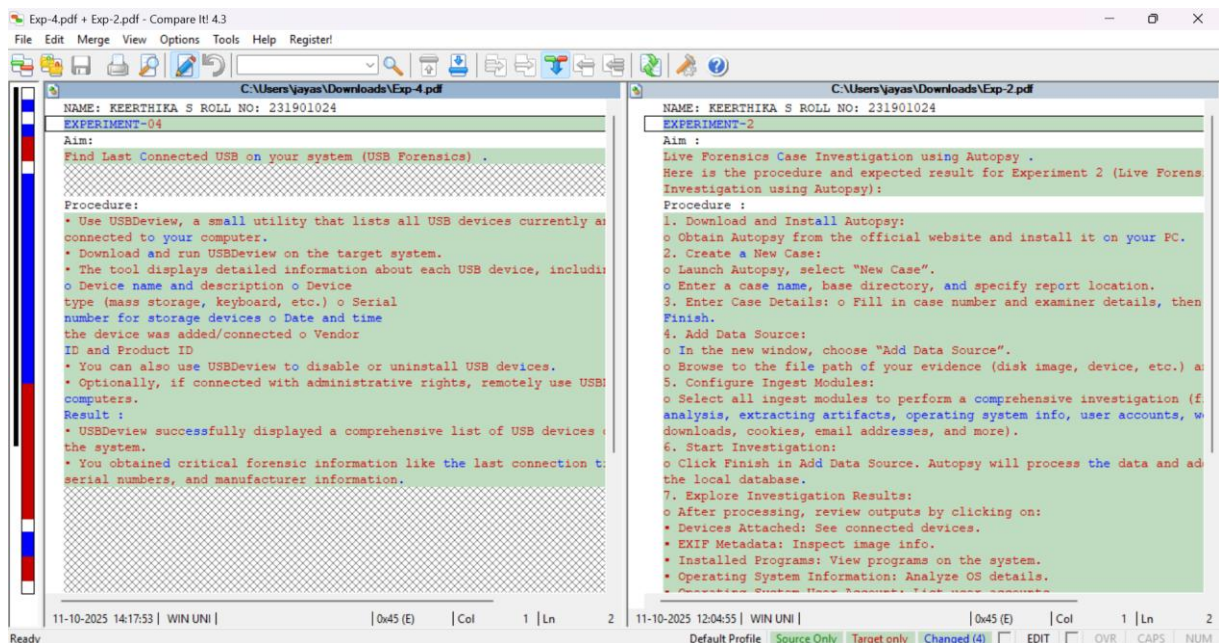 Exp-4.pdf + Exp-2.pdf - Compare It! 4.3
File Edit Merge View Options Tools Help Register!
C:\Users\jayas\Downloads\Exp-4.pdf
NAME: KEERTHIKA S ROLL NO: 231901024
EXPERIMENT-04
Aim:
Find Last Connected USB on your system (USB Forensics) .
Procedure:
• Use USBDeview, a small utility that lists all USB devices currently
connected to your computer.
• Download and run USBDeview on the target system.
• The tool displays detailed information about each USB device,
o Device name and description o Device
type (mass storage, keyboard, etc.) o Serial
number for storage devices o Date and time
the device was added/connected o Vendor
ID and Product ID
• You can also use USBDeview to disable or uninstall USB devices.
• Optionally, if connected with administrative rights, remotely use
computers.
Result :
• USBDeview successfully displayed a comprehensive list of USB devices
the system.
• You obtained critical forensic information like the last connection
serial numbers, and manufacturer information.
11-10-2025 14:17:53 | WIN UNI | 0x45 (E) | Col 1 | Ln 2
C:\Users\jayas\Downloads\Exp-2.pdf
NAME: KEERTHIKA S ROLL NO: 231901024
EXPERIMENT-2
Aim :
Live Forensics Case Investigation using Autopsy .
Here is the procedure and expected result for Experiment 2 (Live Forens
Investigation using Autopsy):
Procedure :
1. Download and Install Autopsy:
o Obtain Autopsy from the official website and install it on your PC.
2. Create a New Case:
o Launch Autopsy, select “New Case”.
o Enter a case name, base directory, and specify report location.
3. Enter Case Details: o Fill in case number and examiner details, then
Finish.
4. Add Data Source:
o In the new window, choose “Add Data Source”.
o Browse to the file path of your evidence (disk image, device, etc.)
5. Configure Ingest Modules:
o Select all ingest modules to perform a comprehensive investigation
analysis, extracting artifacts, operating system info, user accounts,
downloads, cookies, email addresses, and more).
6. Start Investigation:
o Click Finish in Add Data Source. Autopsy will process the data and
the local database.
7. Explore Investigation Results:
o After processing, review outputs by clicking on:
• Devices Attached: See connected devices.
• EXIF Metadata: Inspect image info.
• Installed Programs: View programs on the system.
• Operating System Information: Analyze OS details.
• Operating System User Account: List user accounts
11-10-2025 12:04:55 | WIN UNI | 0x45 (E) | Col 1 | Ln 2
Ready Default Profile Source Only Target only Changed (4) EDIT OVR CAPS NUM